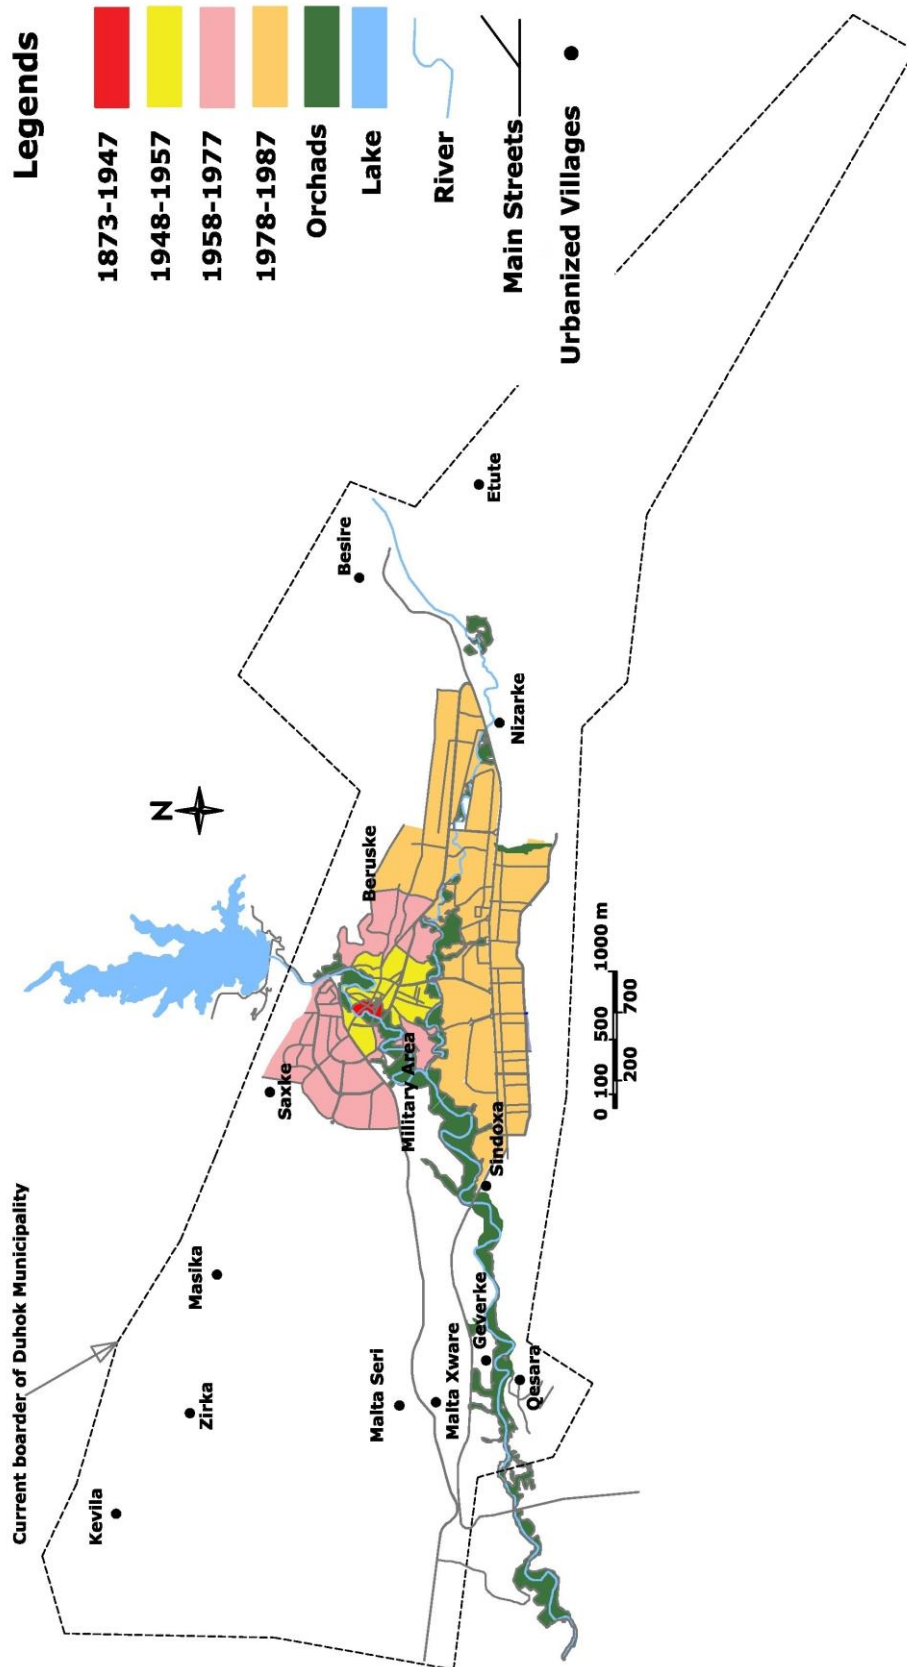 Current boarder of Duhok Municipality
Kevila
Zirka
Masika
Saxke
N
Beruske
Besire
Etute
Malta Seri
Malta Xware
Geverke
Qesara
Military Area
Sindoxa
Nizarke
0 100 500 1000 m
200 700
Legends
1873-1947
1948-1957
1958-1977
1978-1987
Orchads
Lake
River
Main Streets
Urbanized Villages